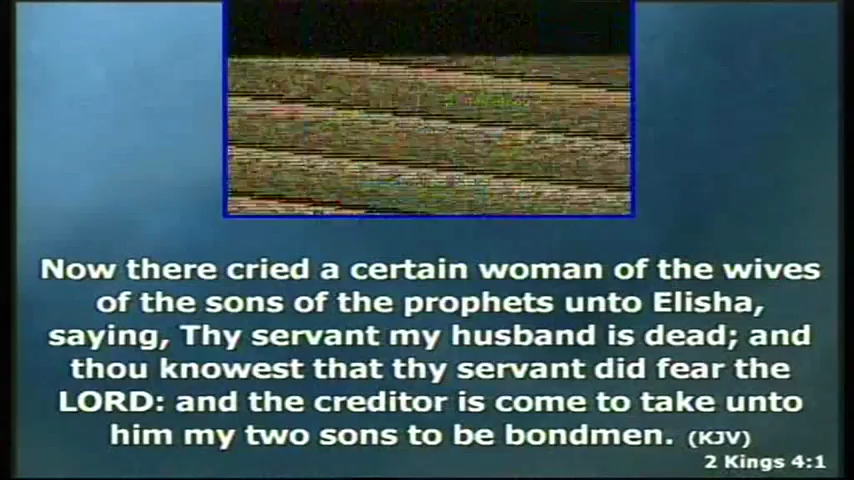 Now there cried a certain woman of the wives
of the sons of the prophets unto Elisha,
saying, Thy servant my husband is dead; and
thou knowest that thy servant did fear the
LORD: and the creditor is come to take unto
him my two sons to be bondmen. (KJV)
2 Kings 4:1